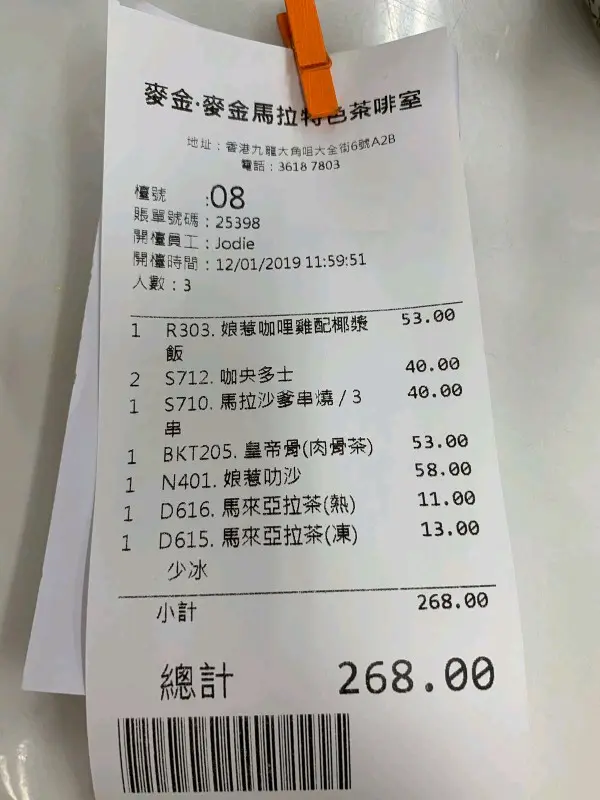 麥金·麥金馬拉特色茶啡室
地址：香港九龍大角咀大全街6號A2B
電話：3618 7803
檯號 :08
賬單號碼：25398
開檯員工：Jodie
開檯時間：12/01/2019 11:59:51
人數：3
1 R303. 娘惹咖哩雞配椰漿 53.00
飯
2 S712. 咖央多士 40.00
1 S710. 馬拉沙爹串燒 / 3 40.00
串
1 BKT205. 皇帝骨(肉骨茶) 53.00
1 N401. 娘惹叻沙 58.00
1 D616. 馬來亞拉茶(熱) 11.00
1 D615. 馬來亞拉茶(凍) 13.00
少冰
小計 268.00
總計 268.00